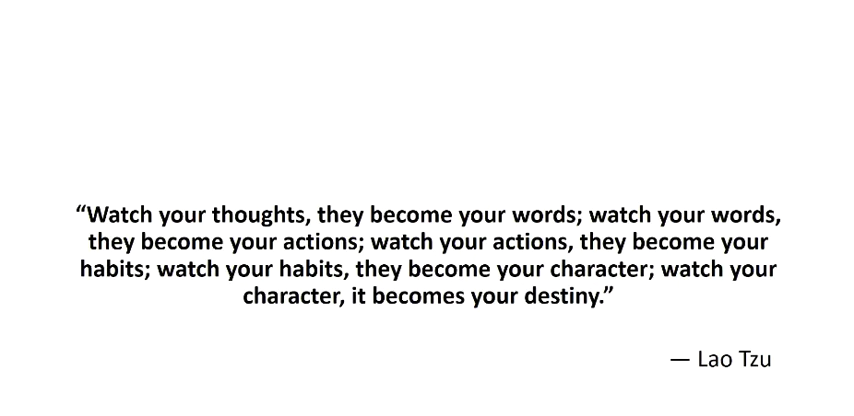 “Watch your thoughts, they become your words; watch your words,
they become your actions; watch your actions, they become your
habits; watch your habits, they become your character; watch your
character, it becomes your destiny.”
— Lao Tzu